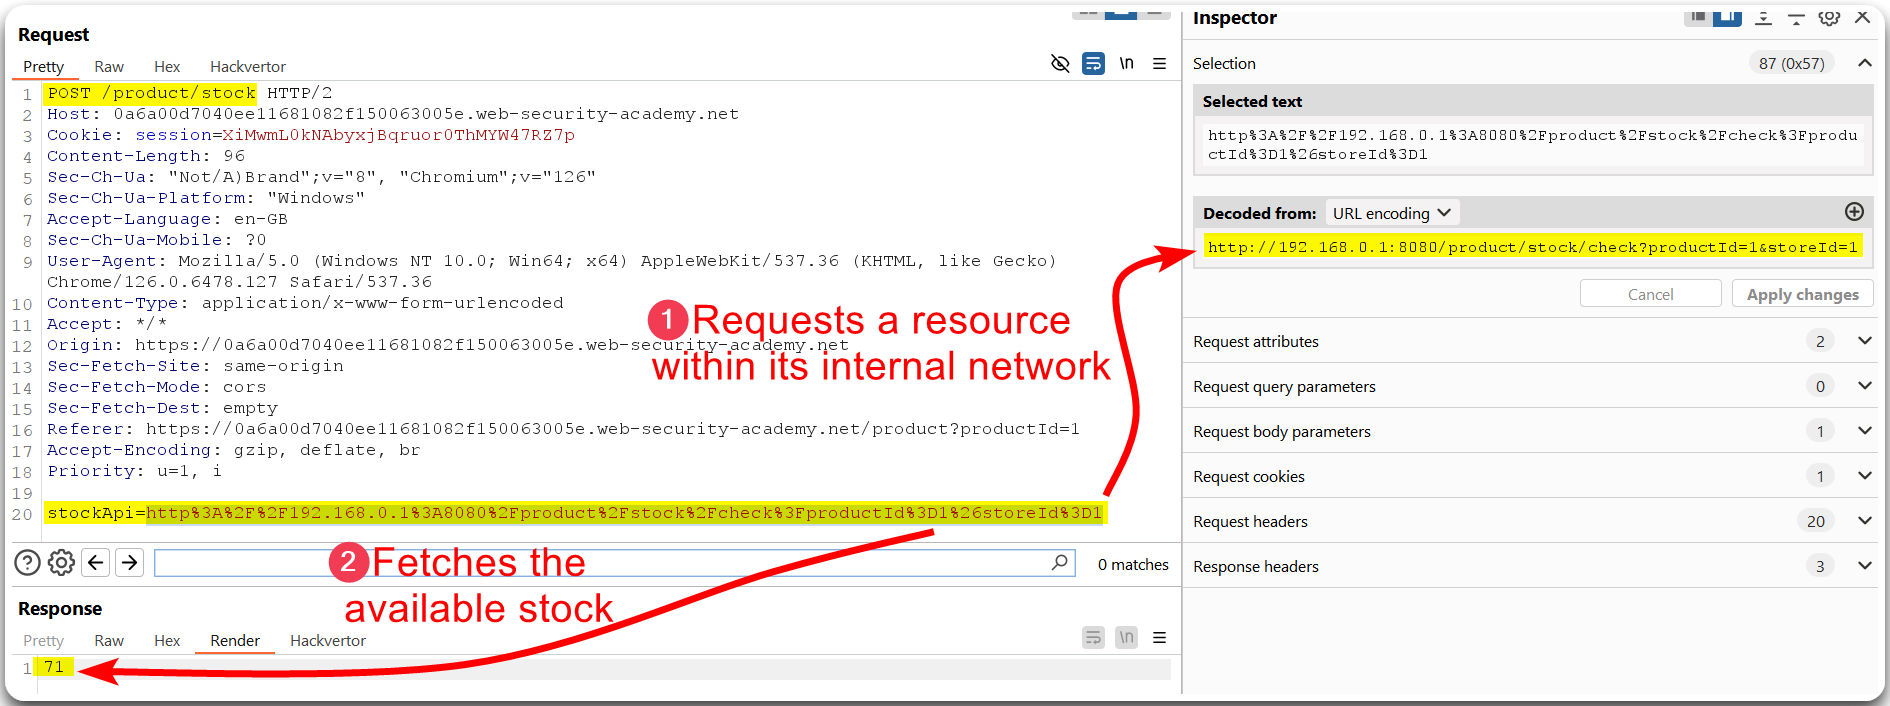 Request
Pretty Raw Hex Hackvertor
\n
1 POST /product/stock HTTP/2
2 Host: 0a6a00d7040ee11681082f150063005e.web-security-academy.net
3 Cookie: session=XiMwmL0kNAbyxjBqruor0ThMYW47RZ7p
4 Content-Length: 96
5 Sec-Ch-Ua: "Not/A)Brand";v="8", "Chromium";v="126"
6 Sec-Ch-Ua-Platform: "Windows"
7 Accept-Language: en-GB
8 Sec-Ch-Ua-Mobile: ?0
9 User-Agent: Mozilla/5.0 (Windows NT 10.0; Win64; x64) AppleWebKit/537.36 (KHTML, like Gecko)
Chrome/126.0.6478.127 Safari/537.36
10 Content-Type: application/x-www-form-urlencoded
11 Accept: */*
12 Origin: https://0a6a00d7040ee11681082f150063005e.web-security-academy.net
13 Sec-Fetch-Site: same-origin
14 Sec-Fetch-Mode: cors
15 Sec-Fetch-Dest: empty
16 Referer: https://0a6a00d7040ee11681082f150063005e.web-security-academy.net/product?productId=1
17 Accept-Encoding: gzip, deflate, br
18 Priority: u=1, i
19
20 stockApi=http%3A%2F%2F192.168.0.1%3A8080%2Fproduct%2Fstock%2Fcheck%3FproductId%3D1%26storeId%3D1
1 Requests a resource
within its internal network
2 Fetches the
available stock
0 matches
Response
Pretty Raw Hex Render Hackvertor
\n
1 71
Inspector
Selection 87 (0x57)
Selected text
http%3A%2F%2F192.168.0.1%3A8080%2Fproduct%2Fstock%2Fcheck%3Fprodu
ctId%3D1%26storeId%3D1
Decoded from: URL encoding
http://192.168.0.1:8080/product/stock/check?productId=1&storeId=1
Cancel Apply changes
Request attributes 2
Request query parameters 0
Request body parameters 1
Request cookies 1
Request headers 20
Response headers 3